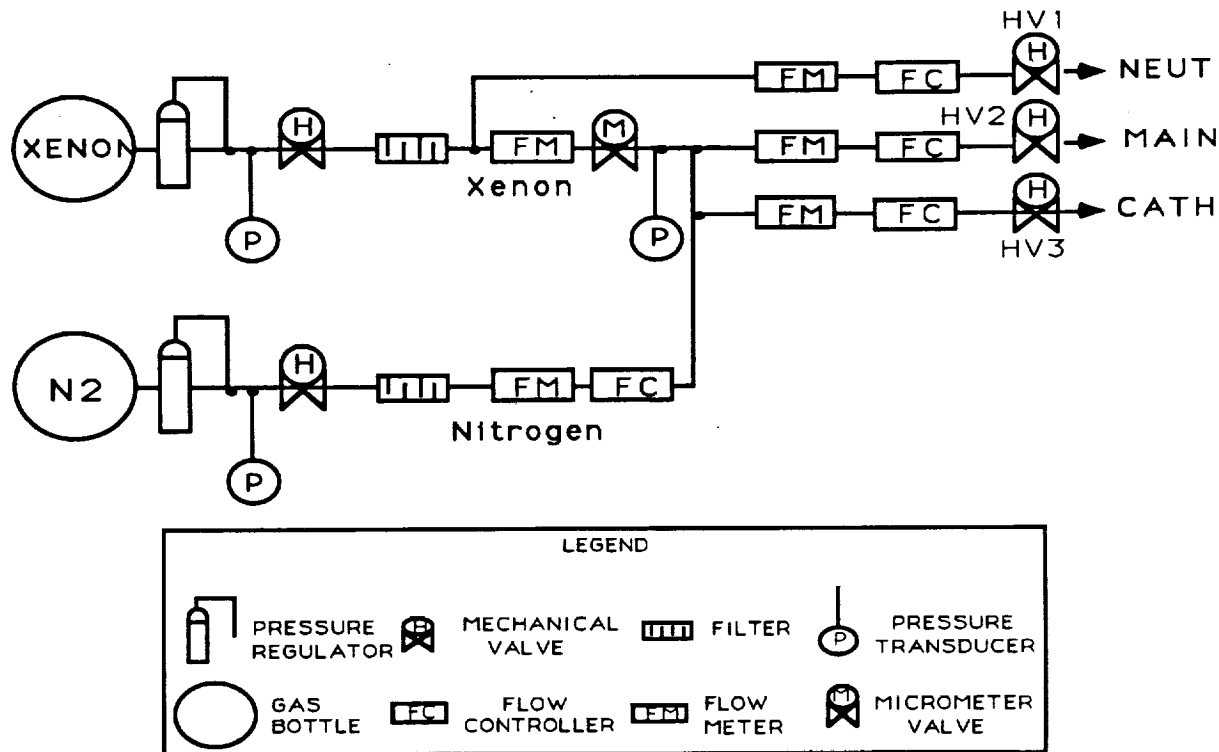 HV1
H
FM
FC
NEUT
XENON
H
FM
M
HV2
H
FM
FC
MAIN
Xenon
P
P
H
FM
FC
CATH
HV3
N2
H
FM
FC
Nitrogen
P
LEGEND
PRESSURE
REGULATOR
H
MECHANICAL
VALVE
FILTER
P
PRESSURE
TRANSDUCER
GAS
BOTTLE
FC
FLOW
CONTROLLER
FM
FLOW
METER
M
MICROMETER
VALVE